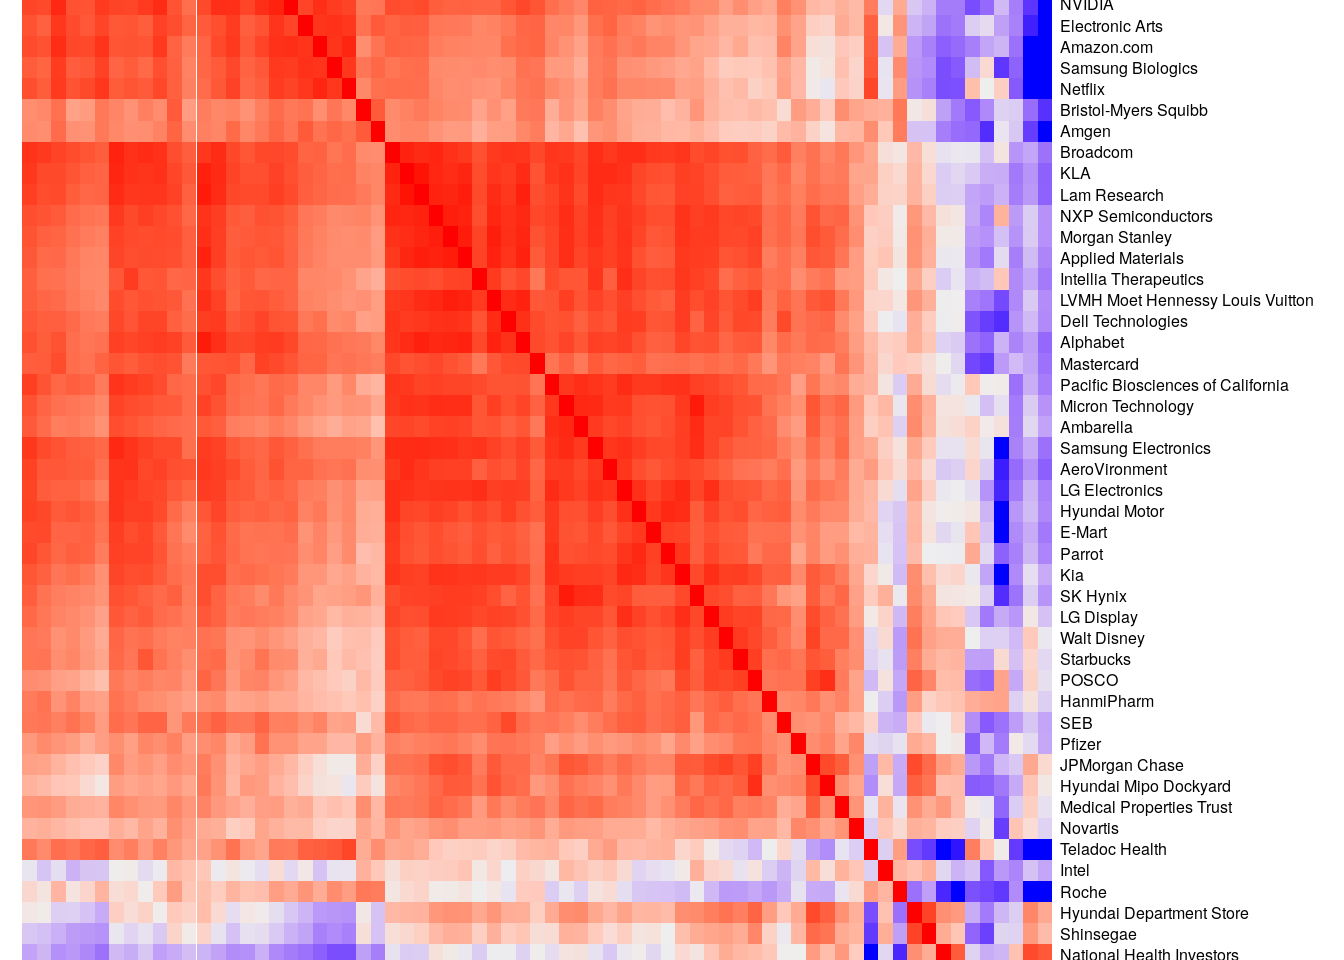 NVIDIA
Electronic Arts
Amazon.com
Samsung Biologics
Netflix
Bristol-Myers Squibb
Amgen
Broadcom
KLA
Lam Research
NXP Semiconductors
Morgan Stanley
Applied Materials
Intellia Therapeutics
LVMH Moet Hennessy Louis Vuitton
Dell Technologies
Alphabet
Mastercard
Pacific Biosciences of California
Micron Technology
Ambarella
Samsung Electronics
AeroVironment
LG Electronics
Hyundai Motor
E-Mart
Parrot
Kia
SK Hynix
LG Display
Walt Disney
Starbucks
POSCO
HanmiPharm
SEB
Pfizer
JPMorgan Chase
Hyundai Mipo Dockyard
Medical Properties Trust
Novartis
Teladoc Health
Intel
Roche
Hyundai Department Store
Shinsegae
National Health Investors